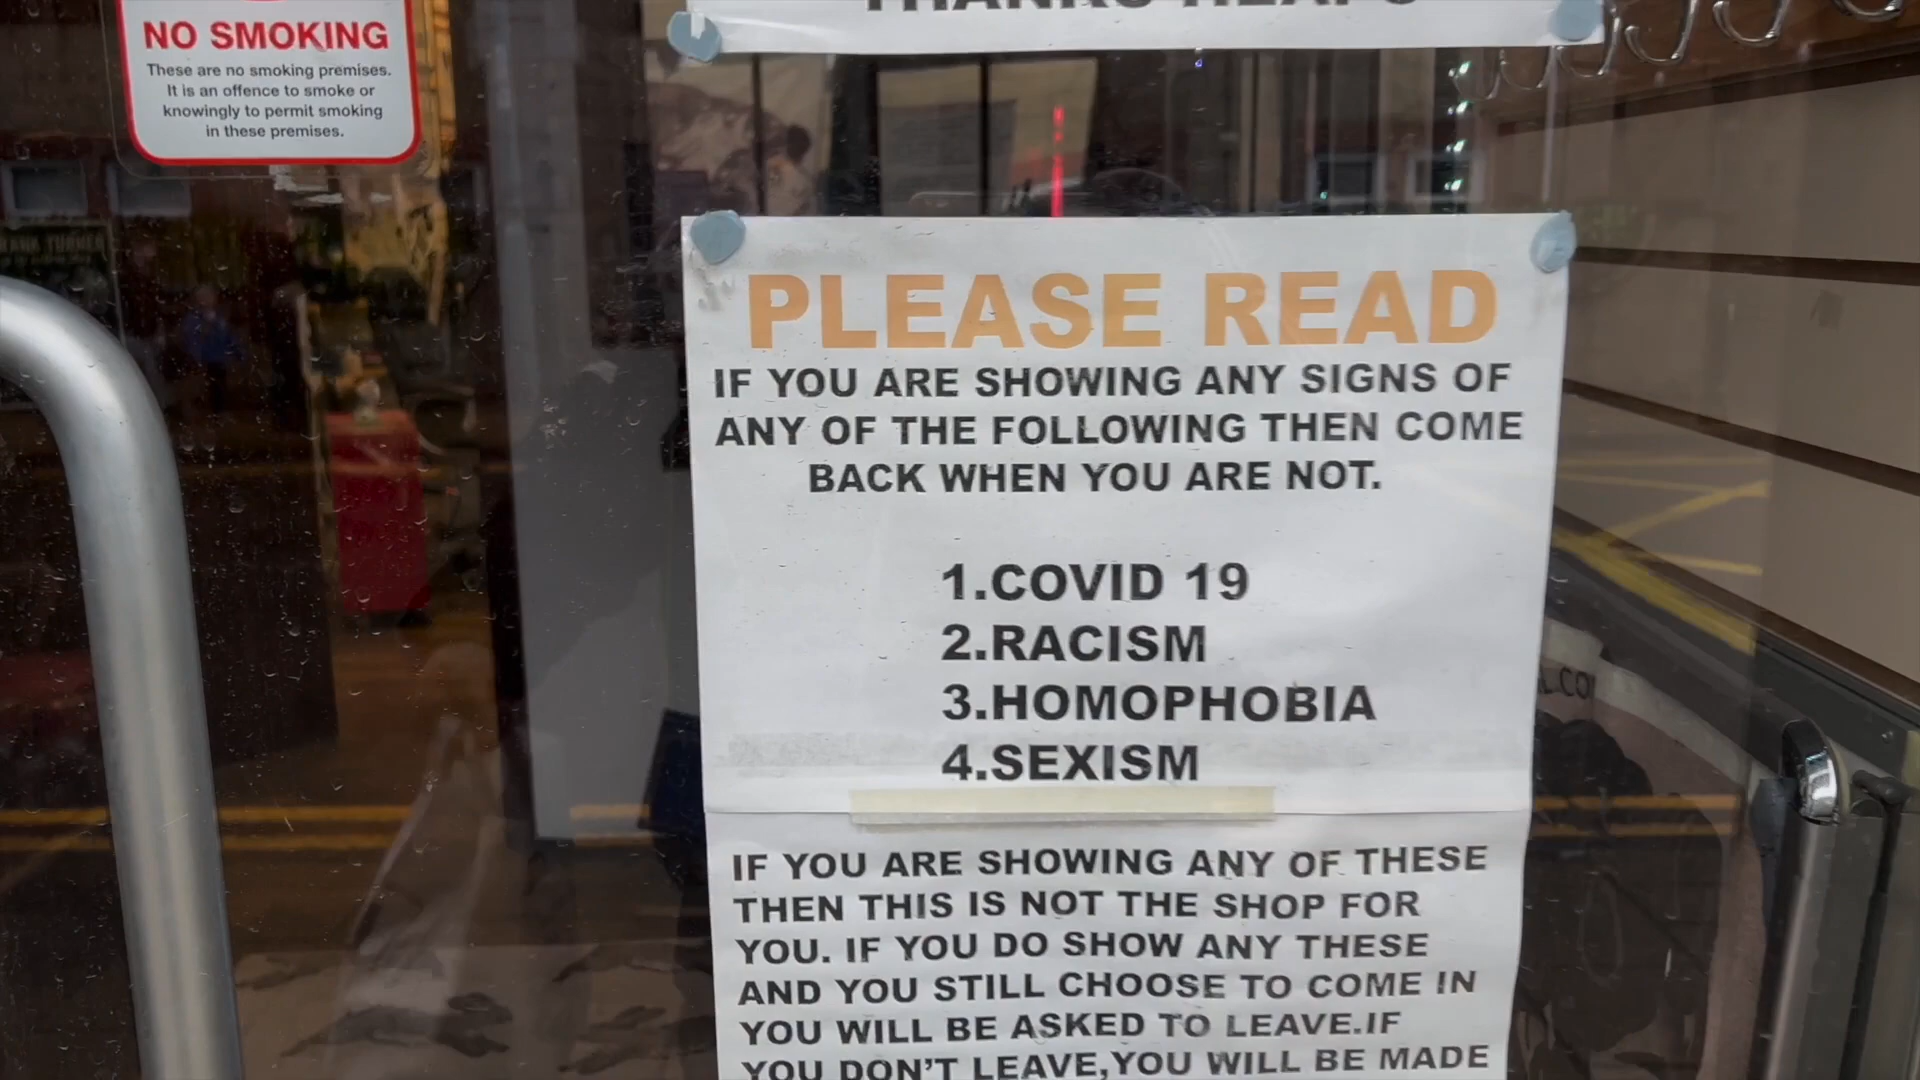 NO SMOKING
These are no smoking premises.
It is an offence to smoke or
knowingly to permit smoking
in these premises.
PLEASE READ
IF YOU ARE SHOWING ANY SIGNS OF
ANY OF THE FOLLOWING THEN COME
BACK WHEN YOU ARE NOT.
1.COVID 19
2.RACISM
3.HOMOPHOBIA
4.SEXISM
IF YOU ARE SHOWING ANY OF THESE
THEN THIS IS NOT THE SHOP FOR
YOU. IF YOU DO SHOW ANY THESE
AND YOU STILL CHOOSE TO COME IN
YOU WILL BE ASKED TO LEAVE.IF
YOU DON'T LEAVE,YOU WILL BE MADE